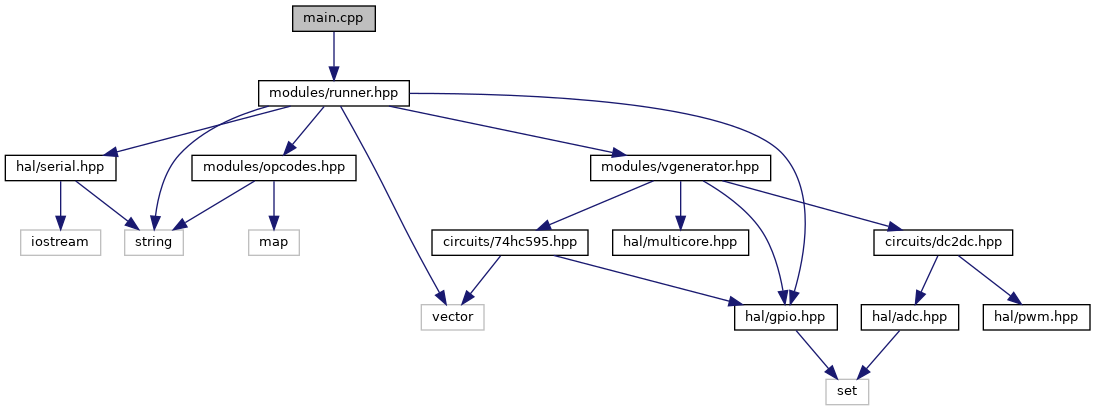 main.cpp
modules/runner.hpp
hal/serial.hpp
modules/opcodes.hpp
modules/vgenerator.hpp
iostream
string
map
circuits/74hc595.hpp
hal/multicore.hpp
circuits/dc2dc.hpp
vector
hal/gpio.hpp
hal/adc.hpp
hal/pwm.hpp
set